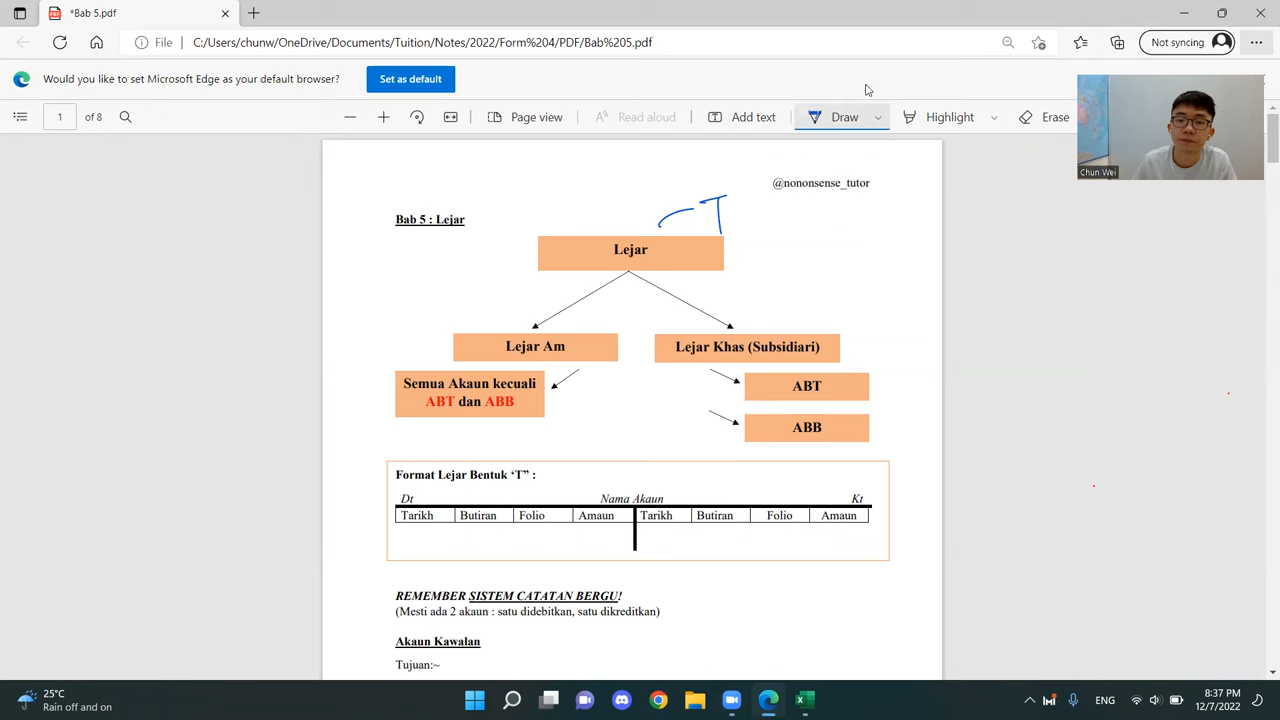 *Bab 5.pdf
File C:/Users/chunw/OneDrive/Documents/Tuition/Notes/2022/Form%204/PDF/Bab%205.pdf
Not syncing
Would you like to set Microsoft Edge as your default browser?
Set as default
1 of 8
Page view
Read aloud
Add text
Draw
Highlight
Erase
Chun Wei
@nononsense_tutor
T
Bab 5 : Lejar
Lejar
Lejar Am
Lejar Khas (Subsidiari)
Semua Akaun kecuali
ABT dan ABB
ABT
ABB
Format Lejar Bentuk ‘T” :
Dt Nama Akaun Kt
Tarikh Butiran Folio Amaun Tarikh Butiran Folio Amaun
REMEMBER SISTEM CATATAN BERGU!
(Mesti ada 2 akaun : satu didebitkan, satu dikreditkan)
Akaun Kawalan
Tujuan:~
25°C
Rain off and on
ENG
8:37 PM
12/7/2022